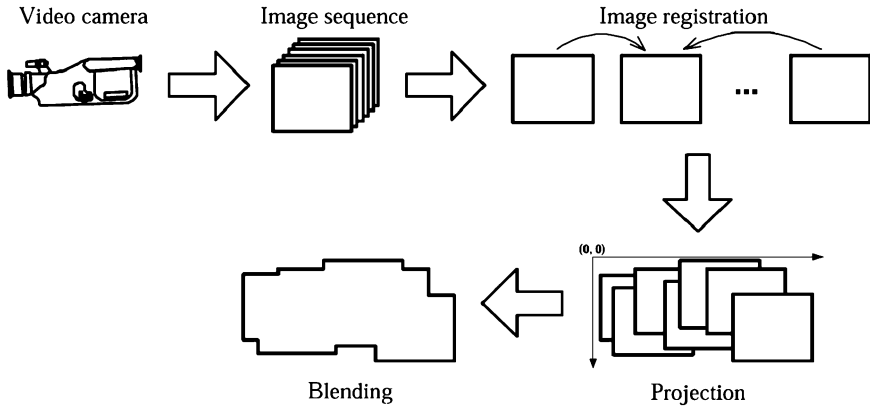 Video camera
Image sequence
Image registration
...
(0, 0)
Blending
Projection